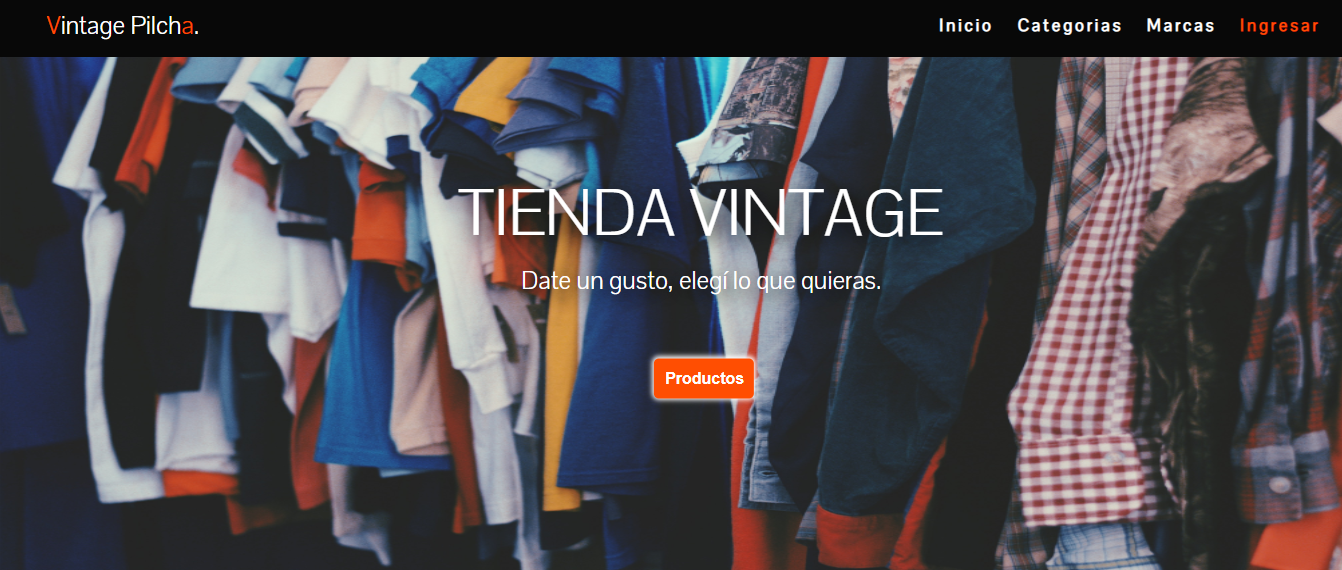 Vintage Pilcha.
Inicio Categorias Marcas Ingresar
TIENDA VINTAGE
Date un gusto, elegí lo que quieras.
Productos